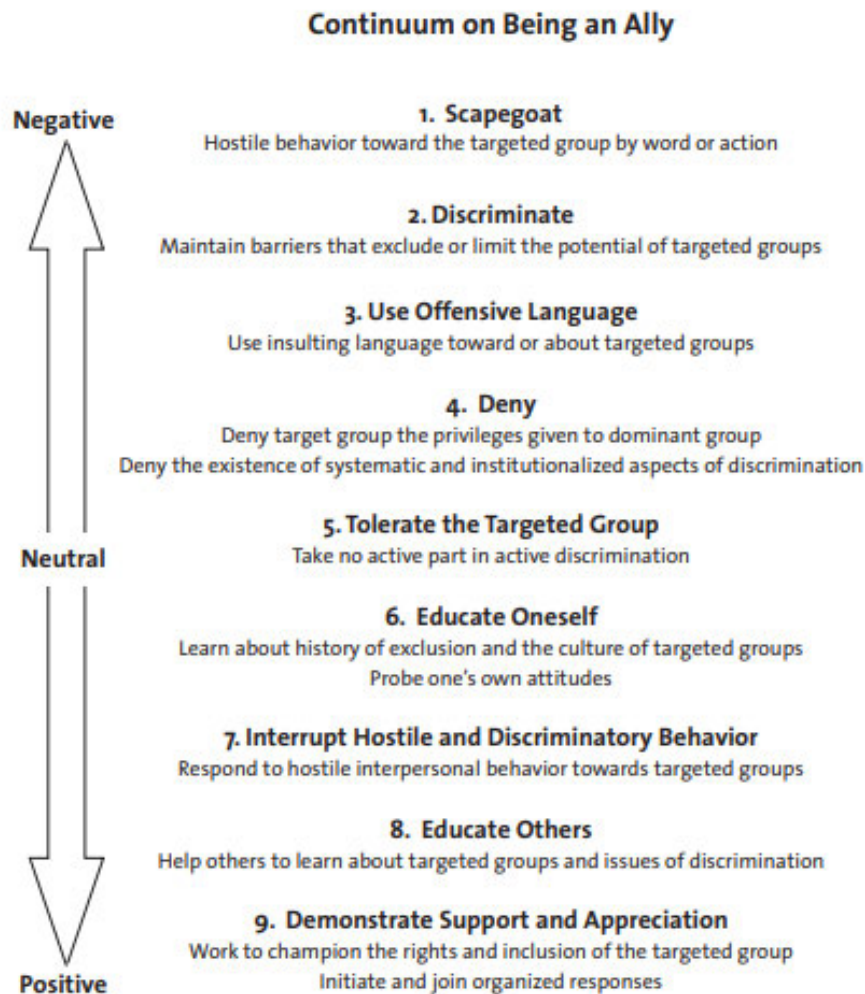 Continuum on Being an Ally
Negative
1. Scapegoat
Hostile behavior toward the targeted group by word or action
2. Discriminate
Maintain barriers that exclude or limit the potential of targeted groups
3. Use Offensive Language
Use insulting language toward or about targeted groups
4. Deny
Deny target group the privileges given to dominant group
Deny the existence of systematic and institutionalized aspects of discrimination
5. Tolerate the Targeted Group
Neutral
Take no active part in active discrimination
6. Educate Oneself
Learn about history of exclusion and the culture of targeted groups
Probe one's own attitudes
7. Interrupt Hostile and Discriminatory Behavior
Respond to hostile interpersonal behavior towards targeted groups
8. Educate Others
Help others to learn about targeted groups and issues of discrimination
9. Demonstrate Support and Appreciation
Work to champion the rights and inclusion of the targeted group
Initiate and join organized responses
Positive